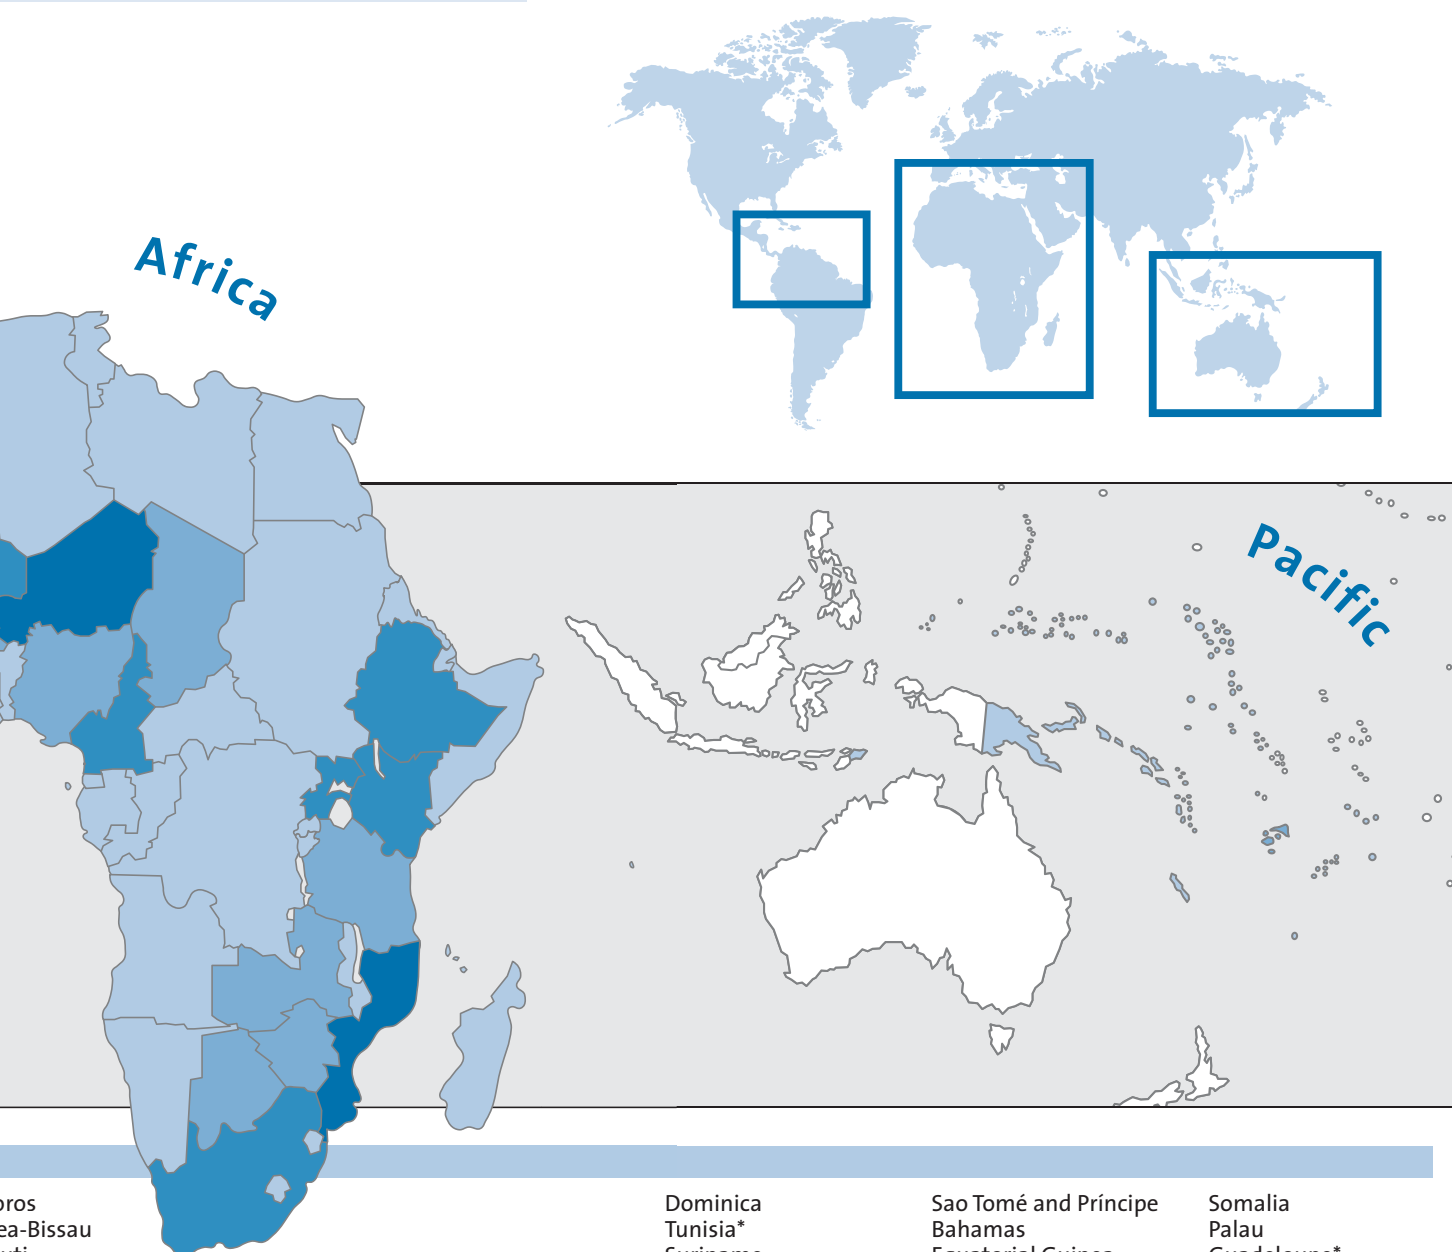 Africa
Pacific
Dominica
Sao Tomé and Príncipe
Somalia
Tunisia*
Bahamas
Palau